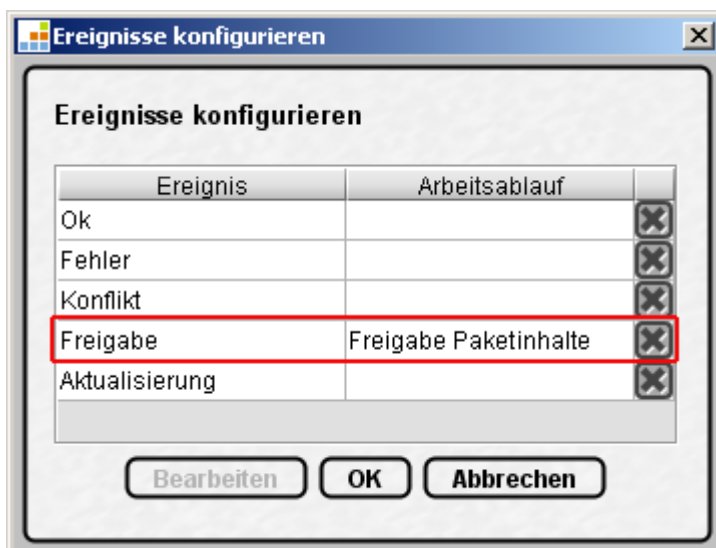 Ereignisse konfigurieren
Ereignisse konfigurieren
Ereignis Arbeitsablauf
Ok
Fehler
Konflikt
Freigabe Freigabe Paketinhalte
Aktualisierung
Bearbeiten OK Abbrechen